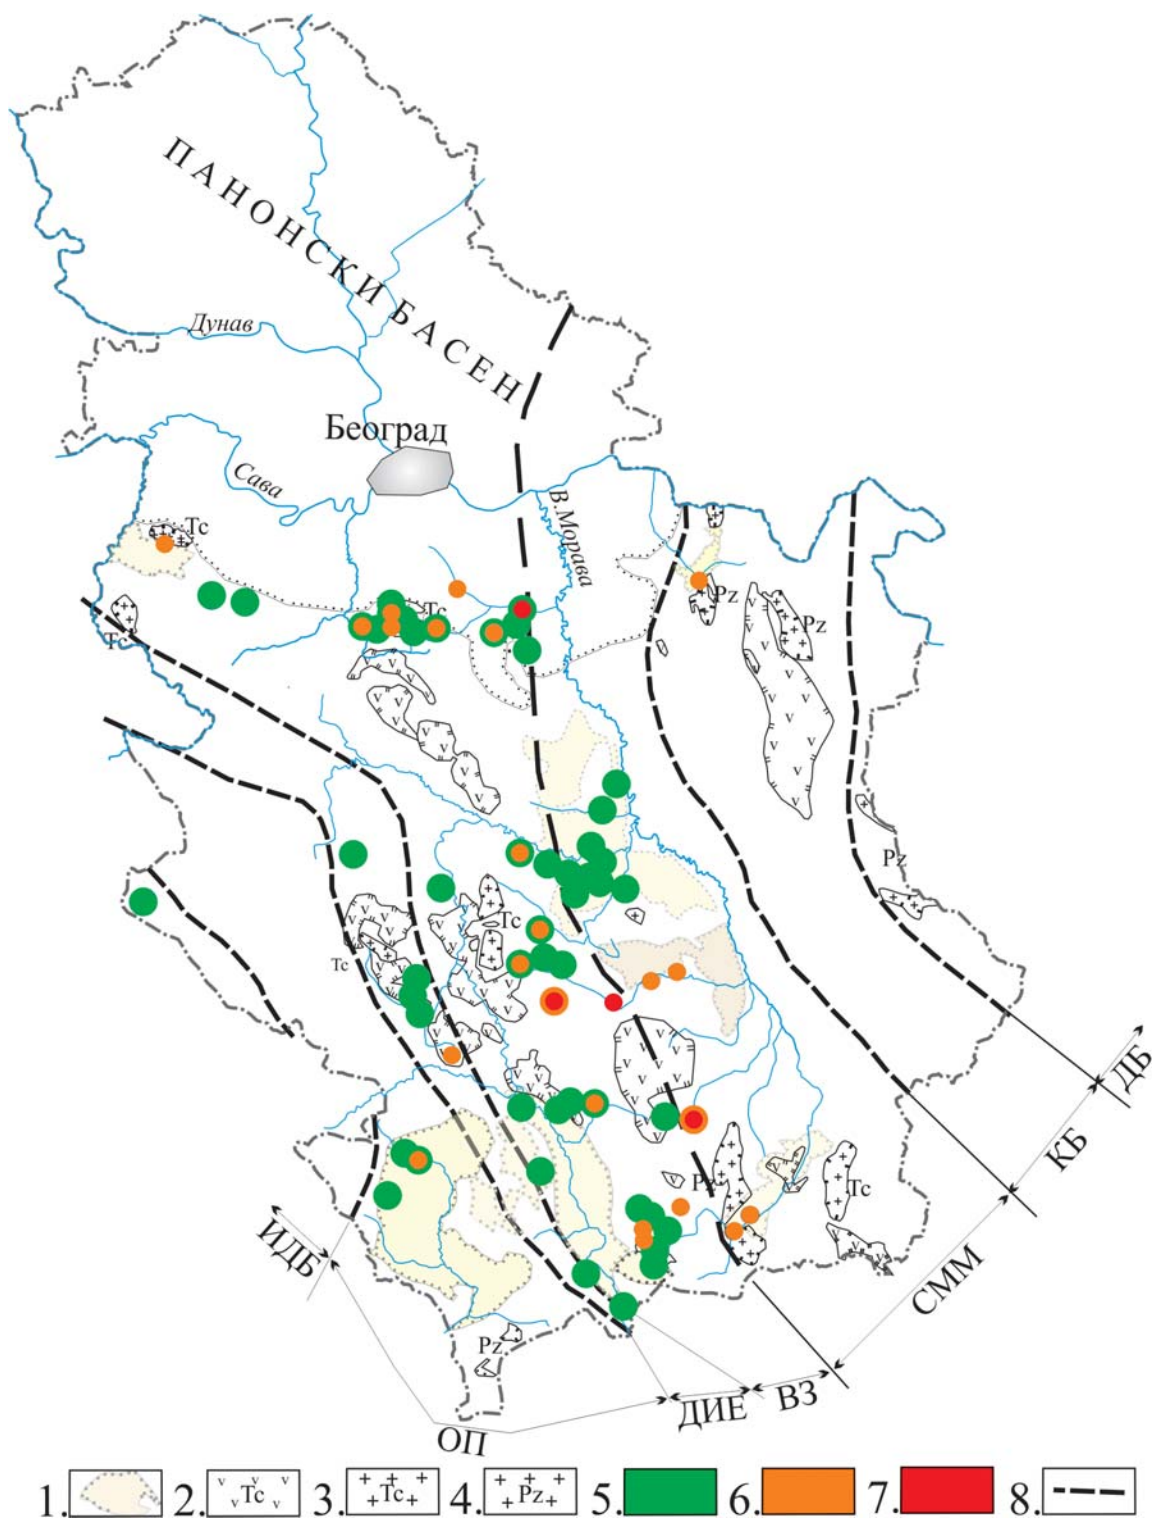 ПАНОНСКИ БАСЕН
Дунав
Београд
Сава
В.Морава
Tc
Tc
Tc
Pz
Pz
Pz
Tc
Tc
Pz
Tc
Pz
ИДБ
ОП
ДИЕ
ВЗ
СММ
КБ
ДБ
1. 2. Tc 3. Tc 4. Pz 5. 6. 7. 8.